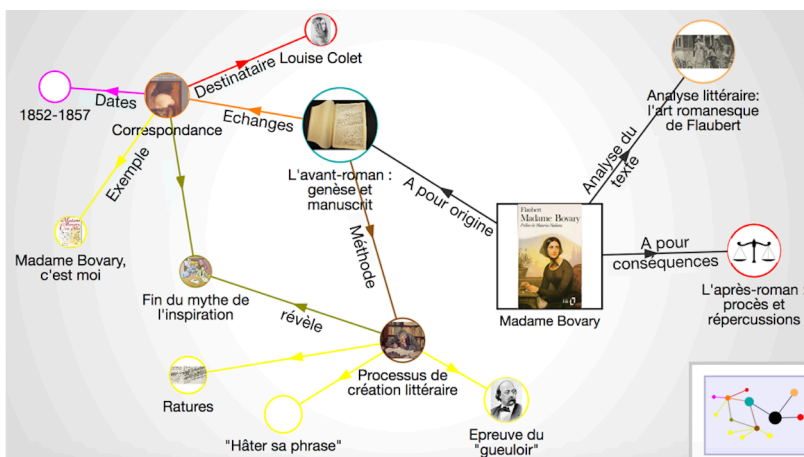 Louise Colet
Destinataire
Dates
1852-1857
Correspondance
Echanges
Exemple
Madame Bovary,
c'est moi
L'avant-roman :
genèse et
manuscrit
A pour origine
Analyse du
texte
Analyse littéraire:
l'art romanesque
de Flaubert
Flaubert
Madame Bovary
Madame Bovary
A pour
conséquences
L'après-roman :
procès et
répercussions
Méthode
Fin du mythe de
l'inspiration
révèle
Processus de
création littéraire
Ratures
"Hâter sa phrase"
Epreuve du
"gueuloir"